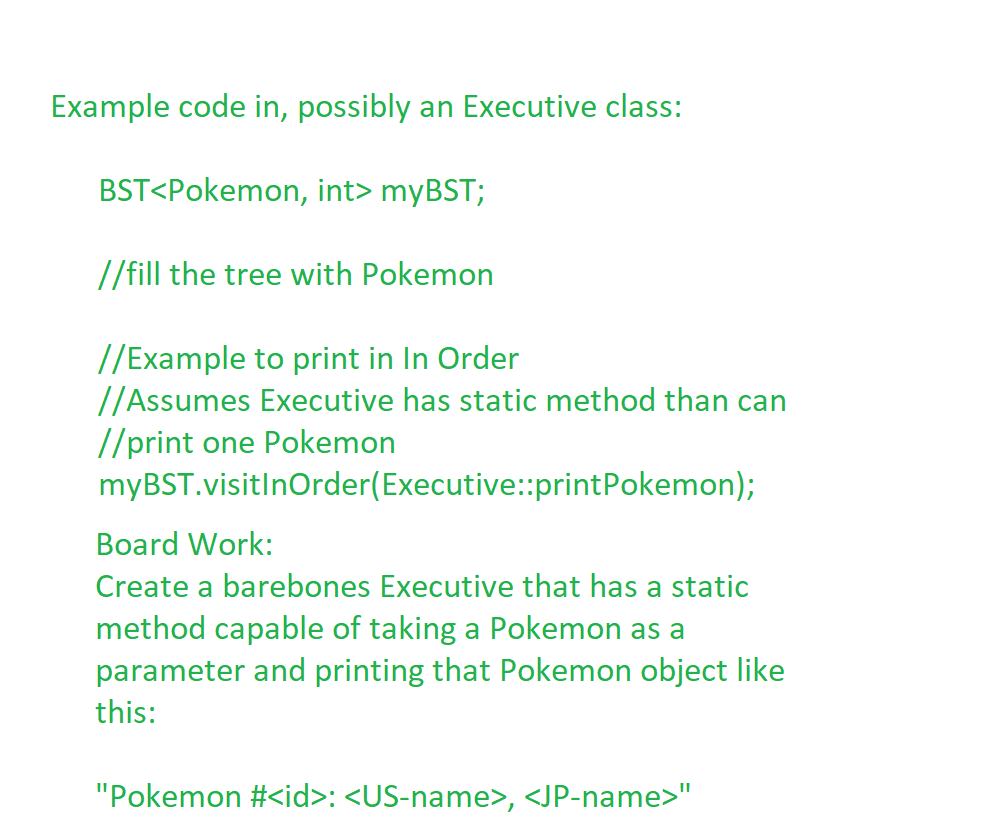 Example code in, possibly an Executive class:
BST<Pokemon, int> myBST;
//fill the tree with Pokemon
//Example to print in In Order
//Assumes Executive has static method than can
//print one Pokemon
myBST.visitInOrder(Executive::printPokemon);
Board Work:
Create a barebones Executive that has a static
method capable of taking a Pokemon as a
parameter and printing that Pokemon object like
this:
"Pokemon #<id>: <US-name>, <JP-name>"